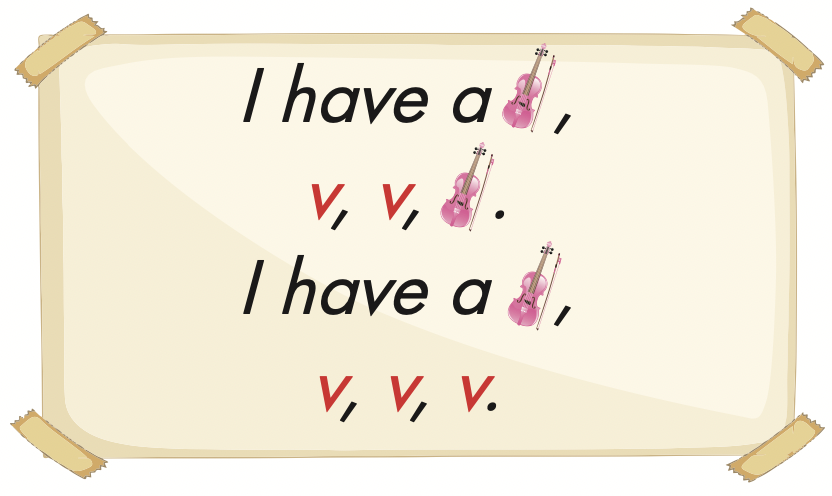 I have a ,
v, v, .
I have a ,
v, v, v.